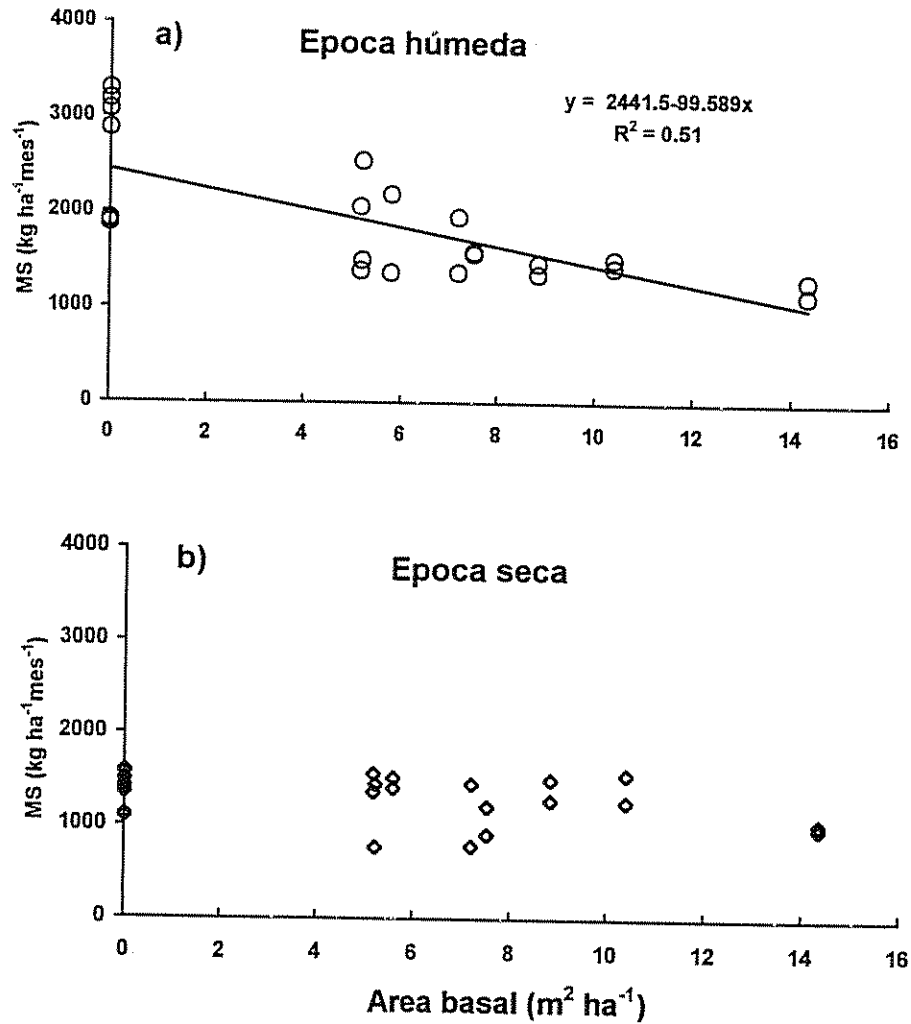 a)
Epoca húmeda
y = 2441.5-99.589x
R² = 0.51
MS (kg ha⁻¹mes⁻¹)
4000
3000
2000
1000
0
0 2 4 6 8 10 12 14 16
b)
Epoca seca
MS (kg ha⁻¹mes⁻¹)
4000
3000
2000
1000
0
0 2 4 6 8 10 12 14 16
Area basal (m² ha⁻¹)